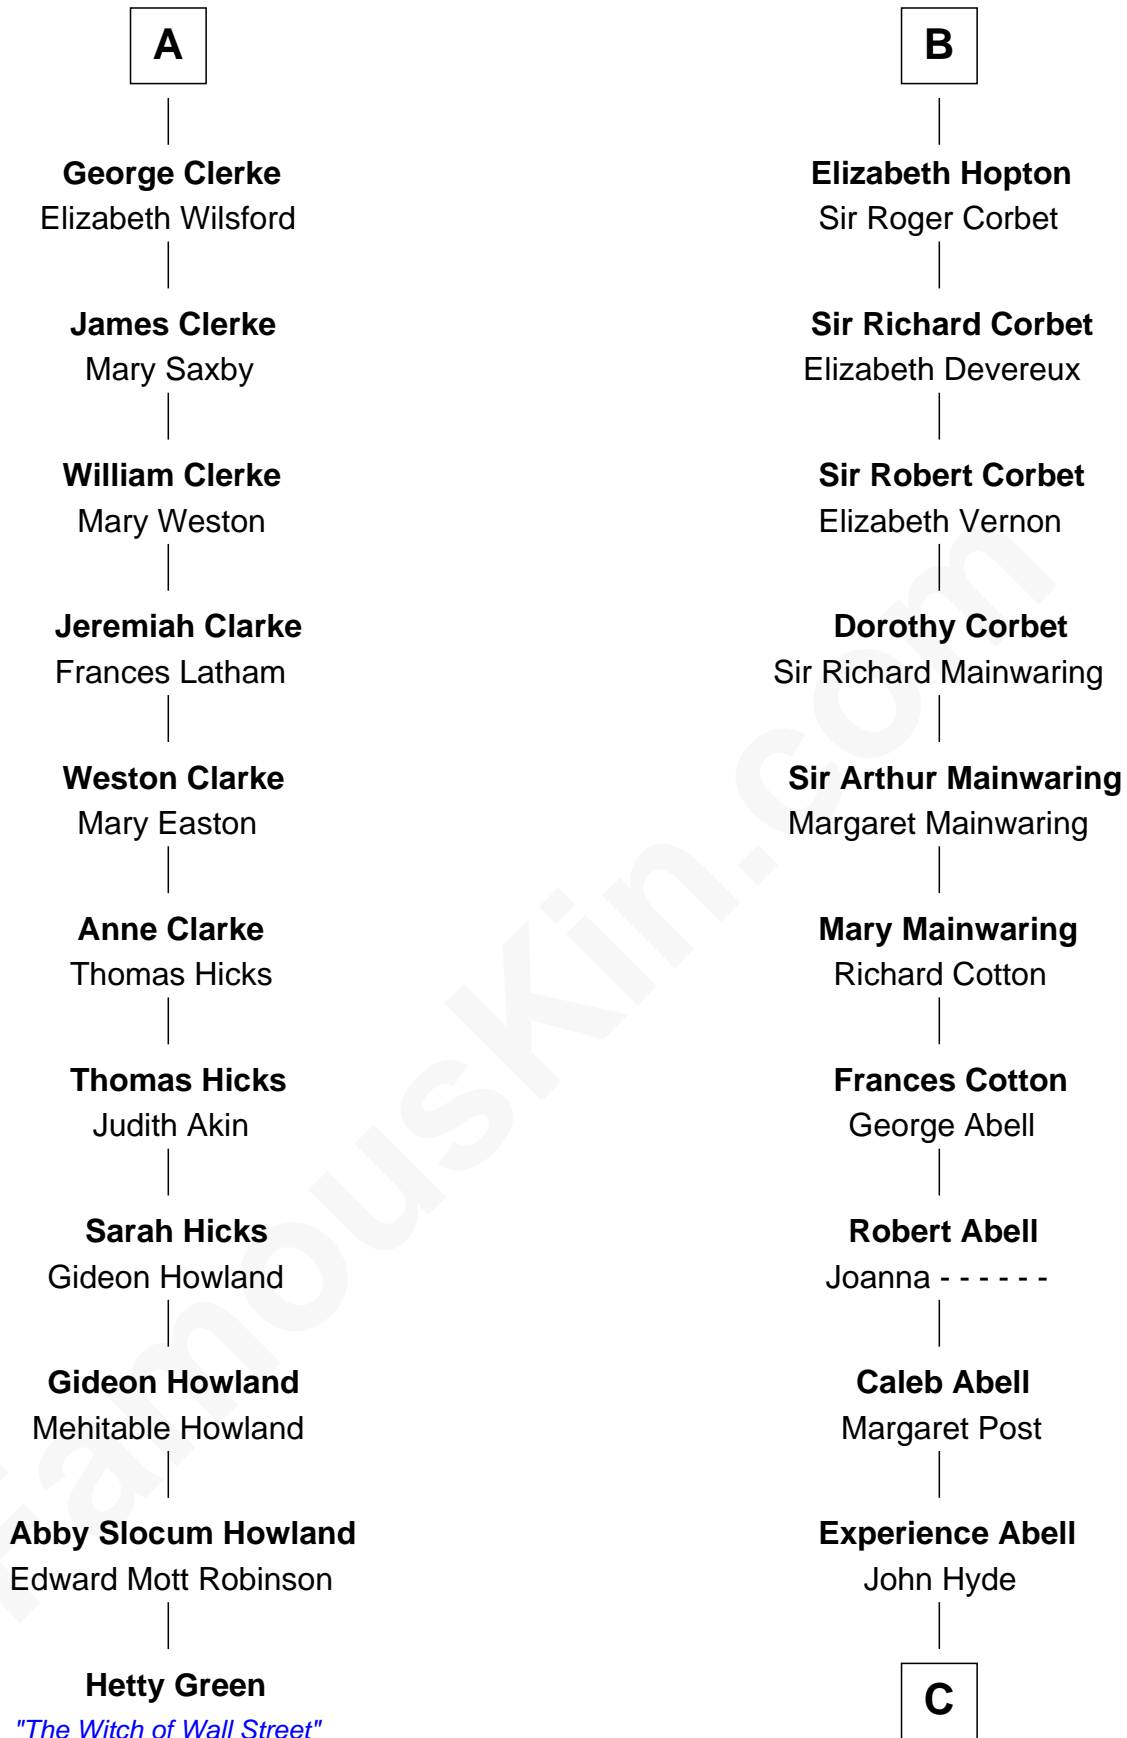 A
George Clerke
Elizabeth Wilsford
James Clerke
Mary Saxby
William Clerke
Mary Weston
Jeremiah Clarke
Frances Latham
Weston Clarke
Mary Easton
Anne Clarke
Thomas Hicks
Thomas Hicks
Judith Akin
Sarah Hicks
Gideon Howland
Gideon Howland
Mehitable Howland
Abby Slocum Howland
Edward Mott Robinson
Hetty Green
"The Witch of Wall Street"
B
Elizabeth Hopton
Sir Roger Corbet
Sir Richard Corbet
Elizabeth Devereux
Sir Robert Corbet
Elizabeth Vernon
Dorothy Corbet
Sir Richard Mainwaring
Sir Arthur Mainwaring
Margaret Mainwaring
Mary Mainwaring
Richard Cotton
Frances Cotton
George Abell
Robert Abell
Joanna - - - - - -
Caleb Abell
Margaret Post
Experience Abell
John Hyde
C
FamousKin.com